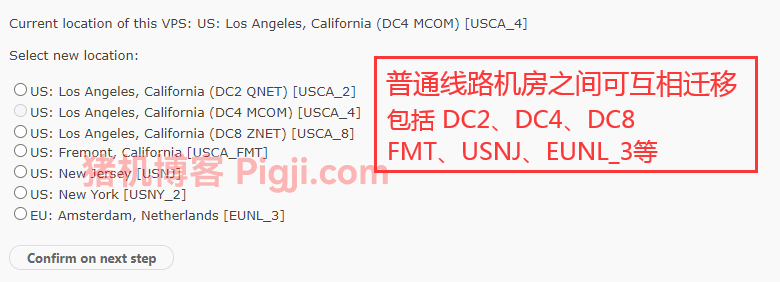 Current location of this VPS: US: Los Angeles, California (DC4 MCOM) [USCA_4]
Select new location:
US: Los Angeles, California (DC2 QNET) [USCA_2]
US: Los Angeles, California (DC4 MCOM) [USCA_4]
US: Los Angeles, California (DC8 ZNET) [USCA_8]
US: Fremont, California [USCA_FMT]
US: New Jersey [USNJ]
US: New York [USNY_2]
EU: Amsterdam, Netherlands [EUNL_3]
Confirm on next step
普通线路机房之间可互相迁移
包括 DC2、DC4、DC8
FMT、USNJ、EUNL_3等
猪机博客 Pigji.com